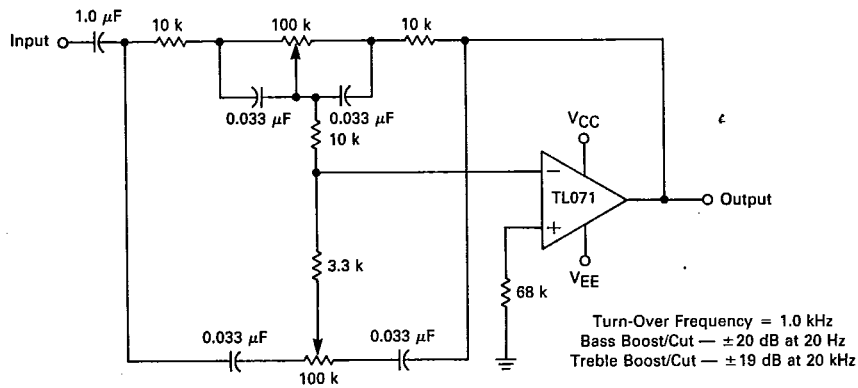 1.0 μF
10 k
100 k
10 k
Input
0.033 μF
0.033 μF
10 k
VCC
TL071
Output
VEE
3.3 k
68 k
0.033 μF
0.033 μF
100 k
Turn-Over Frequency = 1.0 kHz
Bass Boost/Cut — ±20 dB at 20 Hz
Treble Boost/Cut — ±19 dB at 20 kHz